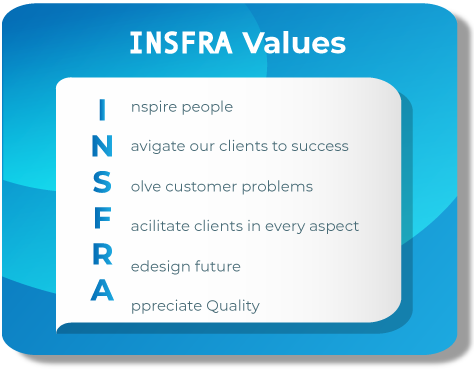 INSFRA Values
I nspire people
N avigate our clients to success
S olve customer problems
F acilitate clients in every aspect
R edesign future
A ppreciate Quality